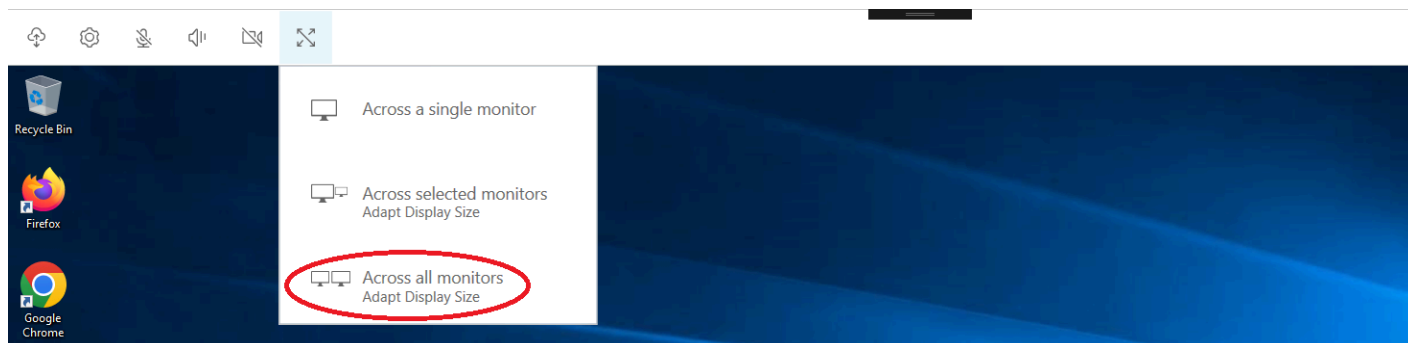 Recycle Bin
Across a single monitor
Across selected monitors
Adapt Display Size
Firefox
Across all monitors
Adapt Display Size
Google
Chrome